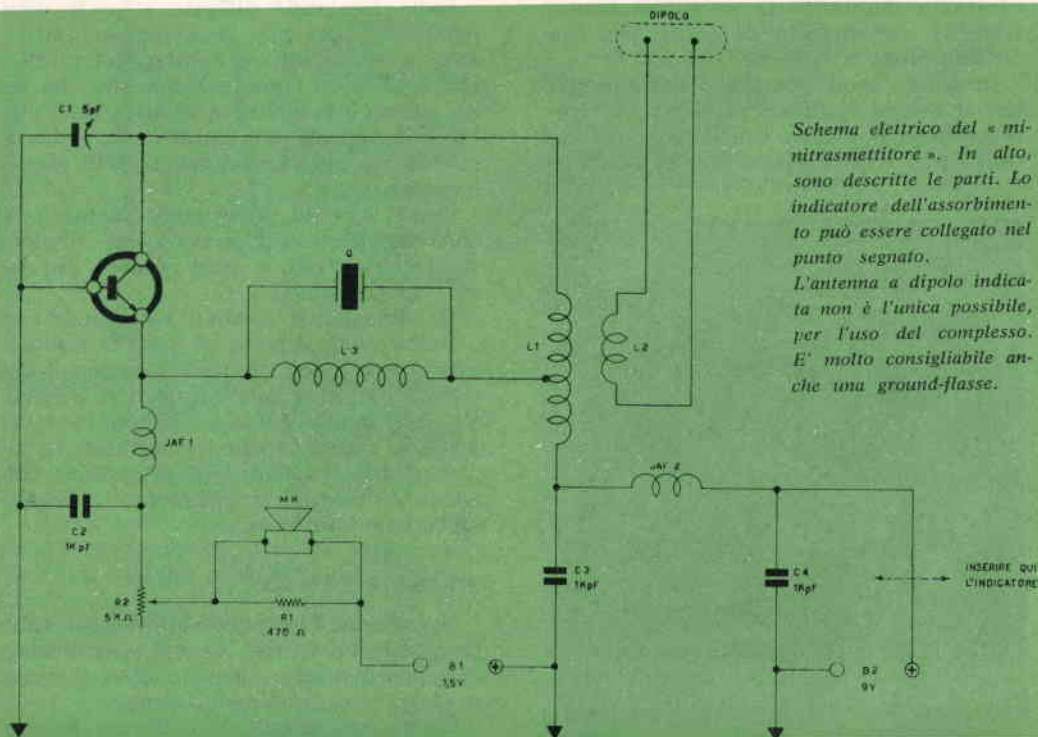 DIPOLO
C1 5pF
Schema elettrico del « mi-
nitrasmettitore ». In alto,
sono descritte le parti. Lo
indicatore dell'assorbimen-
to può essere collegato nel
punto segnato.
L'antenna a dipolo indica-
ta non è l'unica possibile,
per l'uso del complesso.
E' molto consigliabile an-
che una ground-flasse.
Q
L3
L1
L2
JAF 1
JAF 2
MK
C2
1KpF
C3
1KpF
C4
1KpF
INSERIRE QUI
L'INDICATORE
R2
5KΩ
R1
470 Ω
B1
1,5V
B2
9V